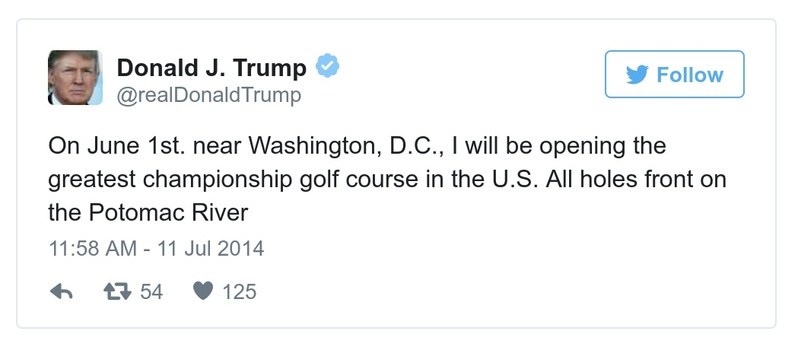 Donald J. Trump
@realDonaldTrump
Follow
On June 1st. near Washington, D.C., I will be opening the
greatest championship golf course in the U.S. All holes front on
the Potomac River
11:58 AM - 11 Jul 2014
54 125